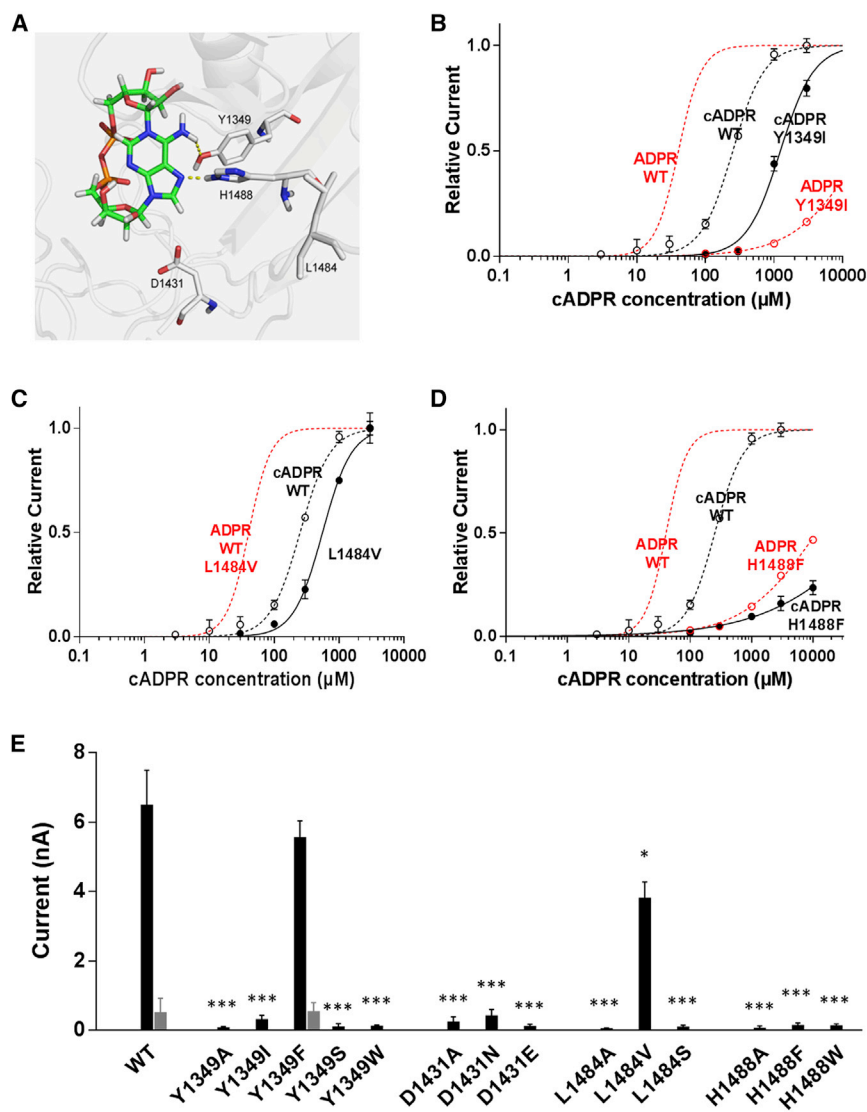 A
Y1349
H1488
L1484
D1431
B
Relative Current
1.0
0.5
0.0
ADPR
WT
cADPR
WT
cADPR
Y1349I
ADPR
Y1349I
0.1
1
10
100
1000
10000
cADPR concentration (µM)
C
Relative Current
1.0
0.5
0.0
ADPR
WT
L1484V
cADPR
WT
L1484V
0.1
1
10
100
1000
10000
cADPR concentration (µM)
D
Relative Current
1.0
0.5
0.0
ADPR
WT
cADPR
WT
ADPR
H1488F
cADPR
H1488F
0.1
1
10
100
1000
10000
cADPR concentration (µM)
E
Current (nA)
8
6
4
2
0
***
***
***
***
***
***
***
***
*
***
***
***
***
WT
Y1349A
Y1349I
Y1349F
Y1349S
Y1349W
D1431A
D1431N
D1431E
L1484A
L1484V
L1484S
H1488A
H1488F
H1488W